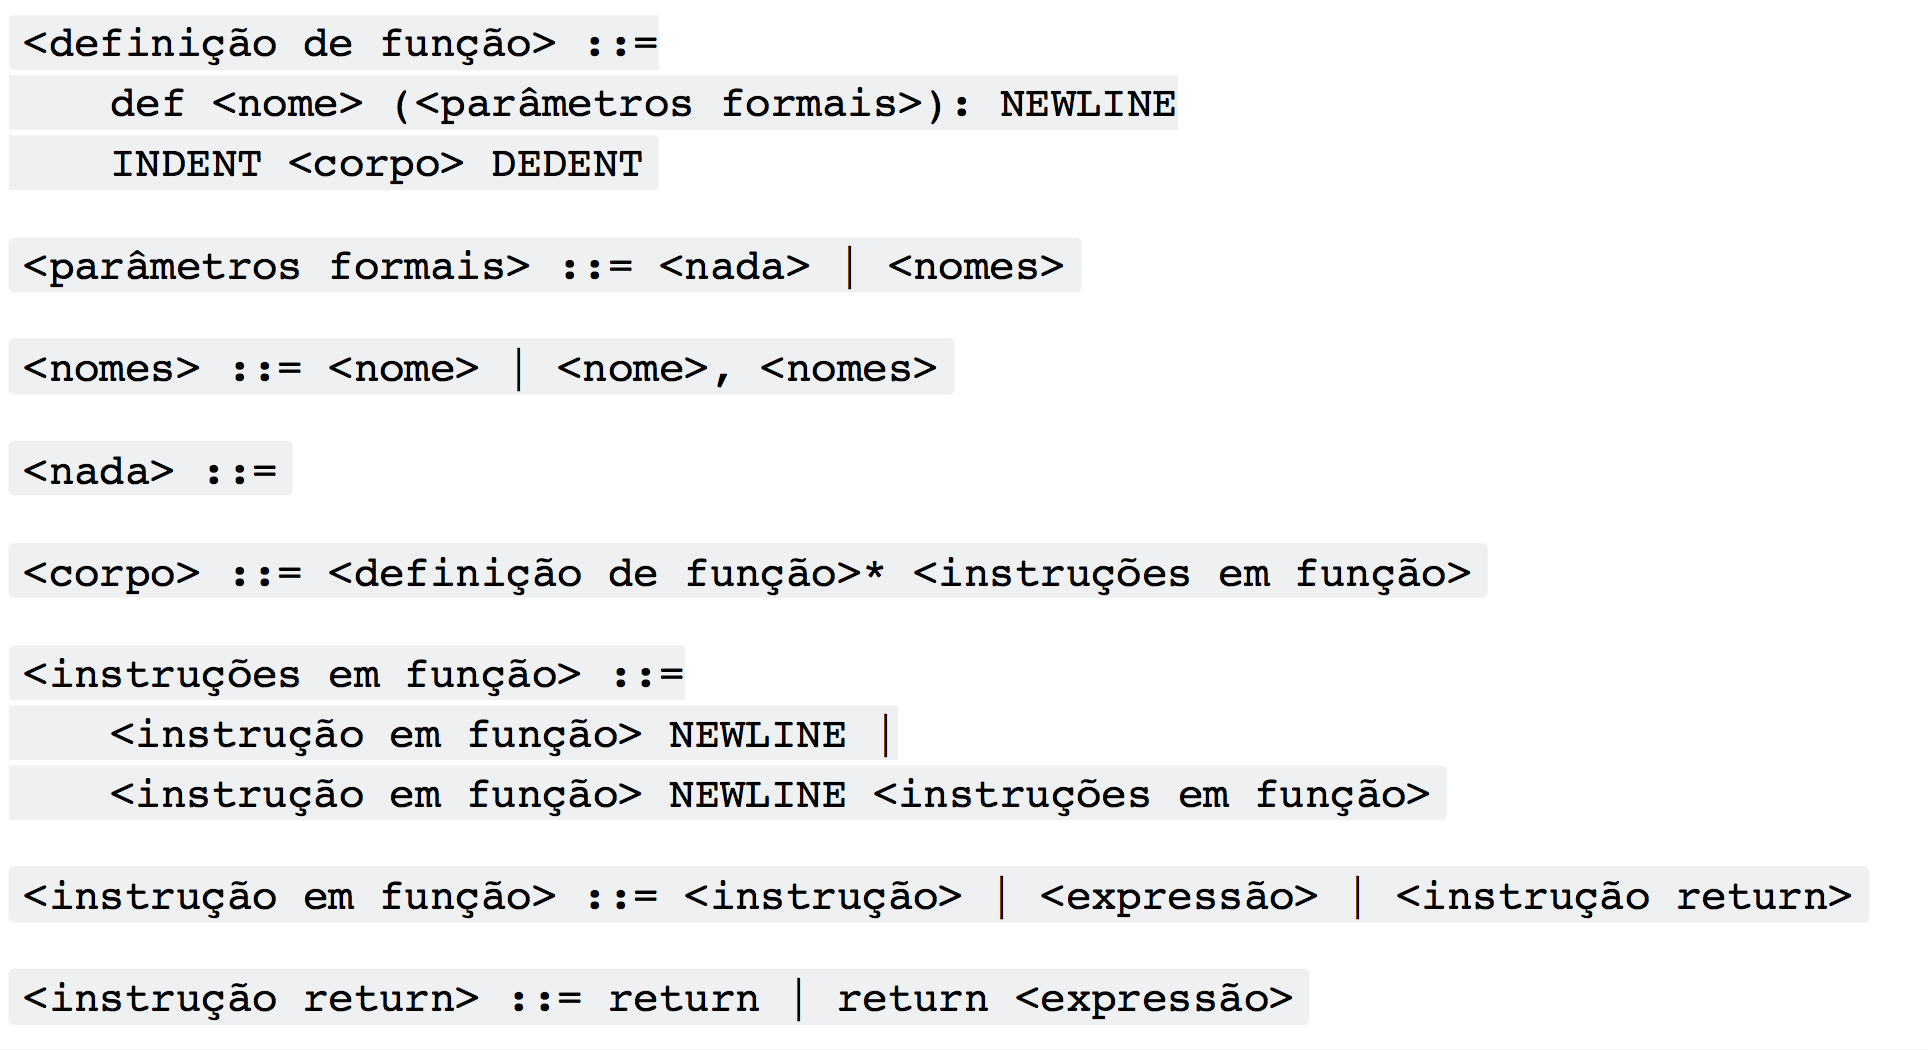 <definição de função> ::=
def <nome> (<parâmetros formais>): NEWLINE
INDENT <corpo> DEDENT
<parâmetros formais> ::= <nada> | <nomes>
<nomes> ::= <nome> | <nome>, <nomes>
<nada> ::=
<corpo> ::= <definição de função>* <instruções em função>
<instruções em função> ::=
<instrução em função> NEWLINE |
<instrução em função> NEWLINE <instruções em função>
<instrução em função> ::= <instrução> | <expressão> | <instrução return>
<instrução return> ::= return | return <expressão>